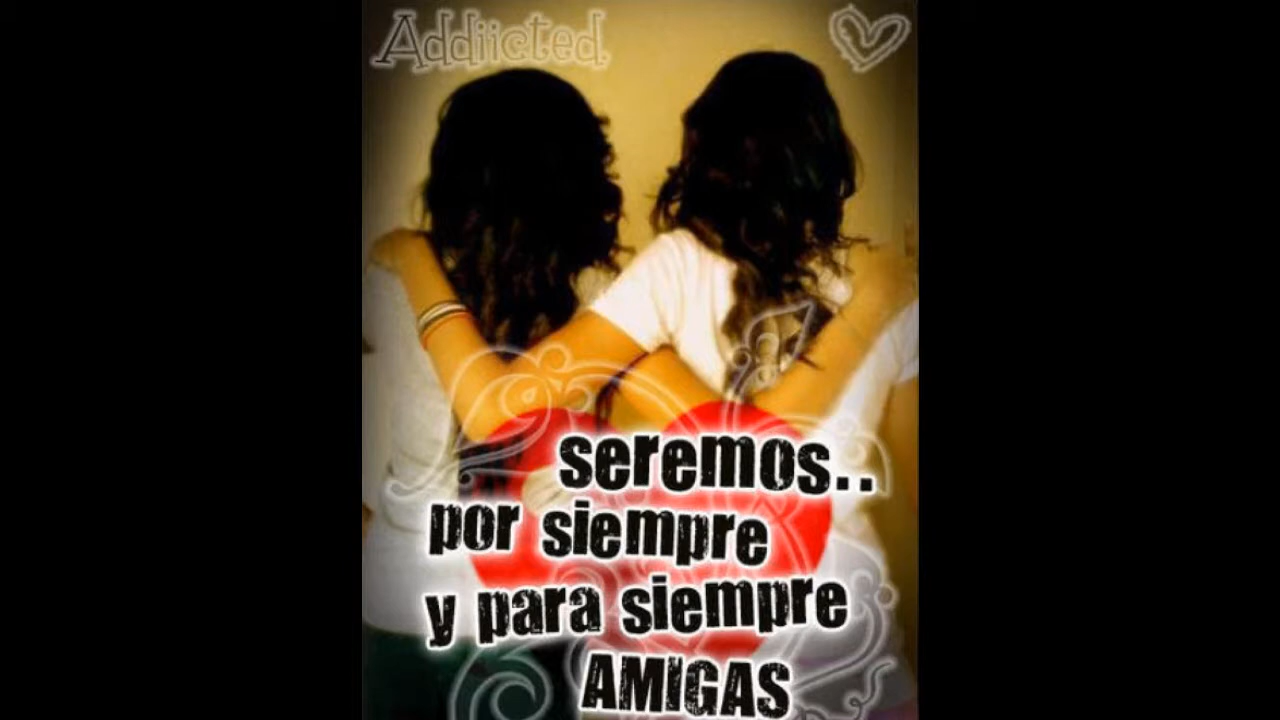 Addiicted
seremos..
por siempre
y para siempre
AMIGAS